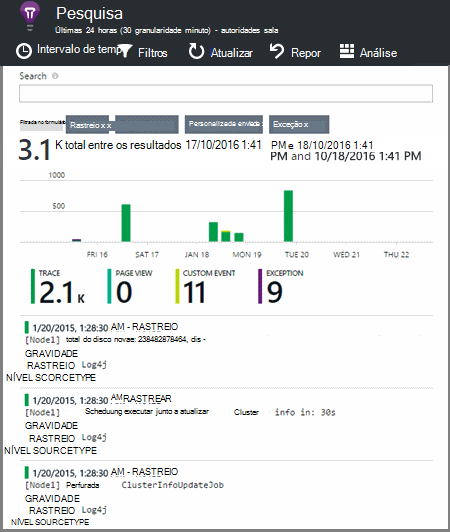 Pesquisa
Últimas 24 horas (30 granularidade minuto) - autoridades sala
Intervalo de temp Filtros Atualizar Repor Análise
Search
Filtrada no formulário Rastreio x x Personalizada enviada x Exceção x
3.1 K total entre os resultados 17/10/2016 1:41 PM e 18/10/2016 1:41
PM and 10/18/2016 1:41 PM
1000
500
FRI 16 SAT 17 JAN 18 MON 19 TUE 20 WED 21 THU 22
TRACE PAGE VIEW CUSTOM EVENT EXCEPTION
2.1 K 0 11 9
1/20/2015, 1:28:30 AM - RASTREIO
[Node1] total do disco novae: 238482878464, dis -
GRAVIDADE
RASTREIO Log4j
NÍVEL SCORCETYPE
1/20/2015, 1:28:30 AMRASTREAR
[Node1] Scheduung executar junto a atualizar Cluster info in: 30s
GRAVIDADE
RASTREIO Log4j
NÍVEL SOURCETYPE
1/20/2015, 1:28:30 AM - RASTREIO
[Node1] Perfurada ClusterInfoUpdateJob
GRAVIDADE
RASTREIO Log4j
NÍVEL SOURCETYPE